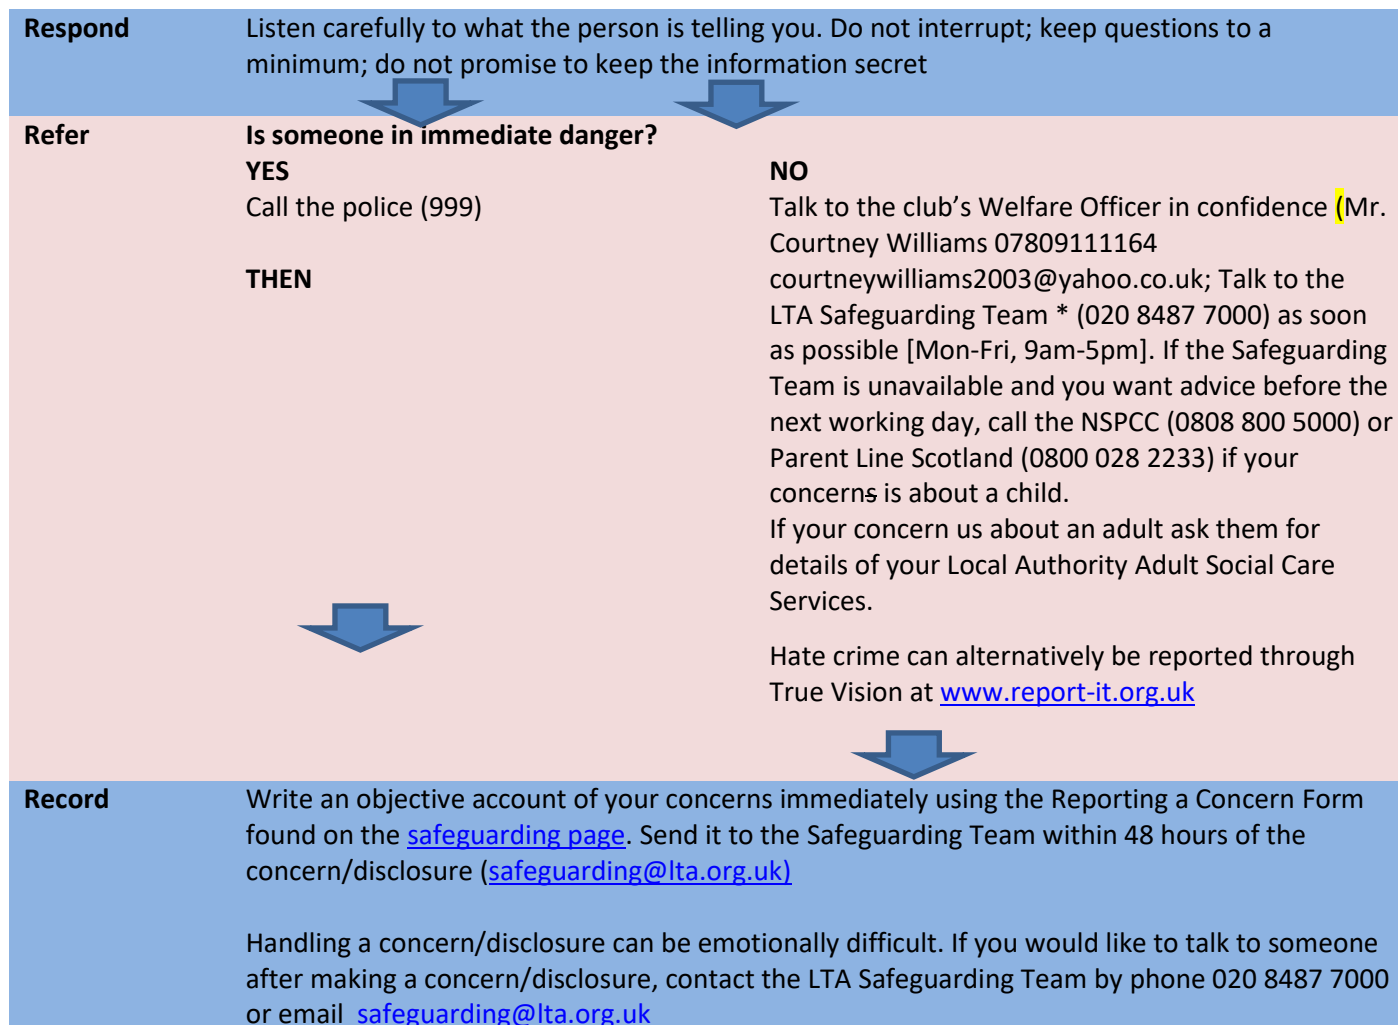 Respond
Listen carefully to what the person is telling you. Do not interrupt; keep questions to a
minimum; do not promise to keep the information secret
Refer
Is someone in immediate danger?
YES
Call the police (999)
THEN
NO
Talk to the club’s Welfare Officer in confidence (Mr.
Courtney Williams 07809111164
courtneywilliams2003@yahoo.co.uk; Talk to the
LTA Safeguarding Team * (020 8487 7000) as soon
as possible [Mon-Fri, 9am-5pm]. If the Safeguarding
Team is unavailable and you want advice before the
next working day, call the NSPCC (0808 800 5000) or
Parent Line Scotland (0800 028 2233) if your
concerns is about a child.
If your concern us about an adult ask them for
details of your Local Authority Adult Social Care
Services.
Hate crime can alternatively be reported through
True Vision at www.report-it.org.uk
Record
Write an objective account of your concerns immediately using the Reporting a Concern Form
found on the safeguarding page. Send it to the Safeguarding Team within 48 hours of the
concern/disclosure (safeguarding@lta.org.uk)
Handling a concern/disclosure can be emotionally difficult. If you would like to talk to someone
after making a concern/disclosure, contact the LTA Safeguarding Team by phone 020 8487 7000
or email safeguarding@lta.org.uk